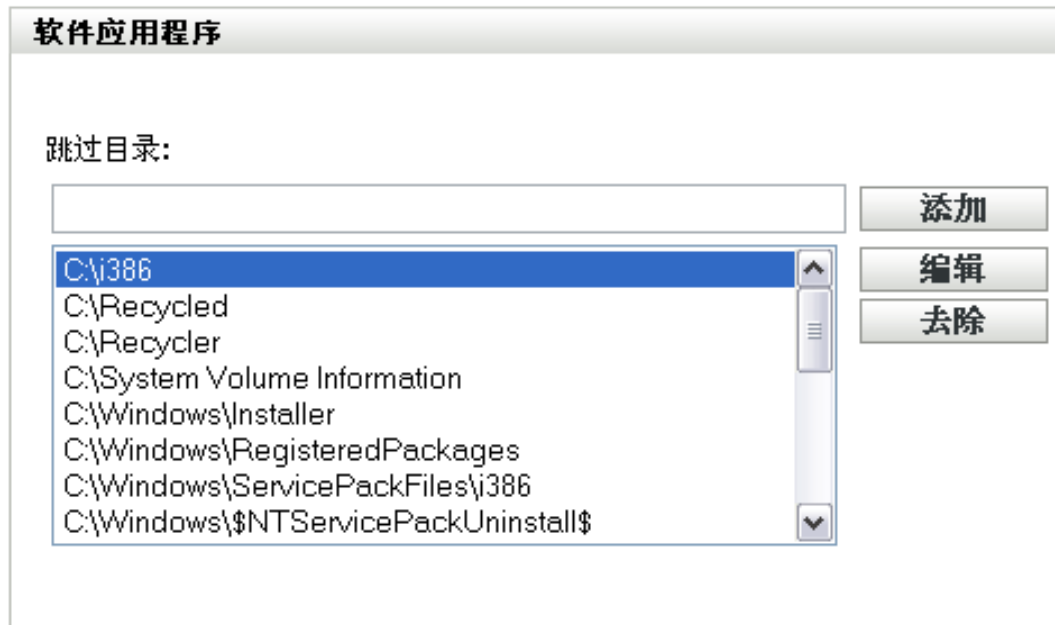 软件应用程序
跳过目录:
添加
C:\i386
编辑
C:\Recycled
去除
C:\Recycler
C:\System Volume Information
C:\Windows\Installer
C:\Windows\RegisteredPackages
C:\Windows\ServicePackFiles\i386
C:\Windows\$NTServicePackUninstall$